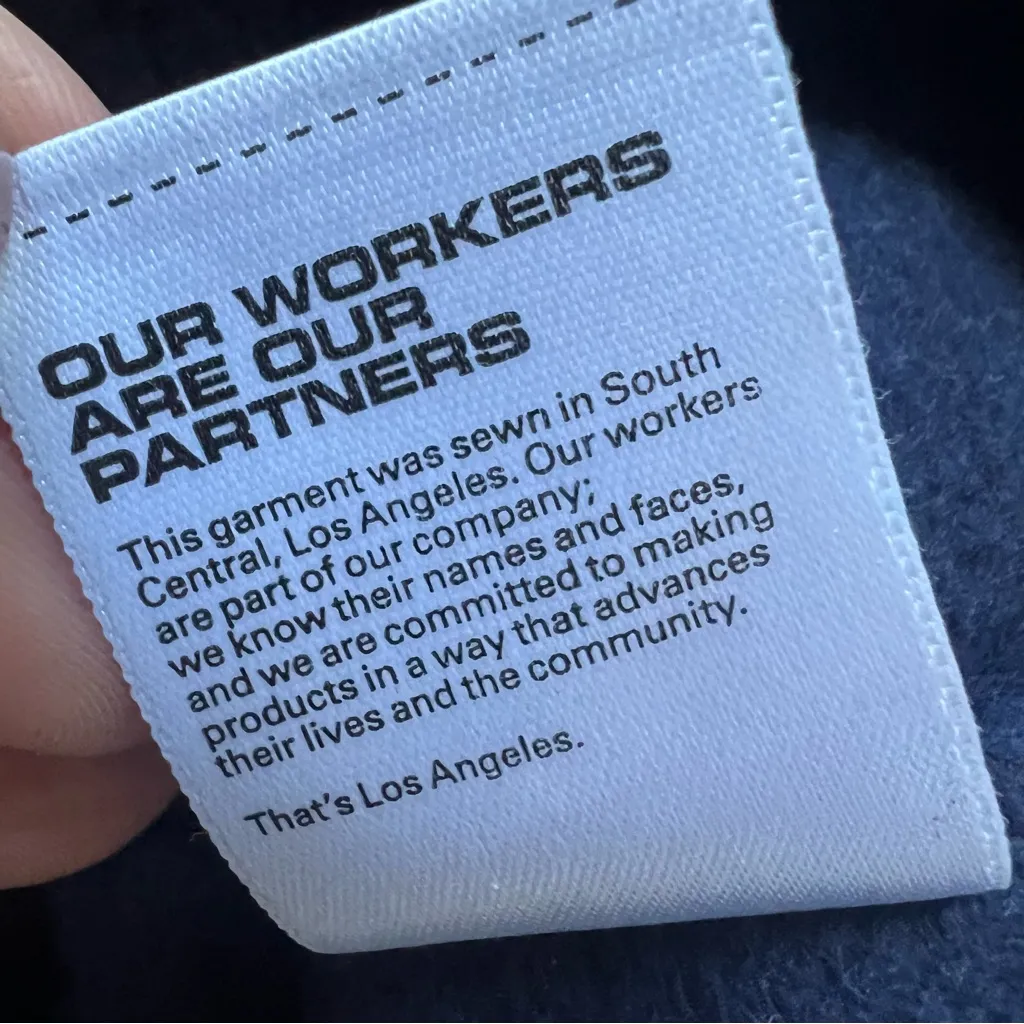 OUR WORKERS
ARE OUR
PARTNERS
This garment was sewn in South
Central, Los Angeles. Our workers
are part of our company;
we know their names and faces,
and we are committed to making
products in a way that advances
their lives and the community.
That's Los Angeles.